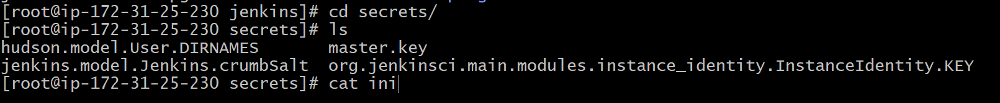 [root@ip-172-31-25-230 jenkins]# cd secrets/
[root@ip-172-31-25-230 secrets]# ls
hudson.model.User.DIRNAMES       master.key
jenkins.model.Jenkins.crumbSalt  org.jenkinsci.main.modules.instance_identity.InstanceIdentity.KEY
[root@ip-172-31-25-230 secrets]# cat ini